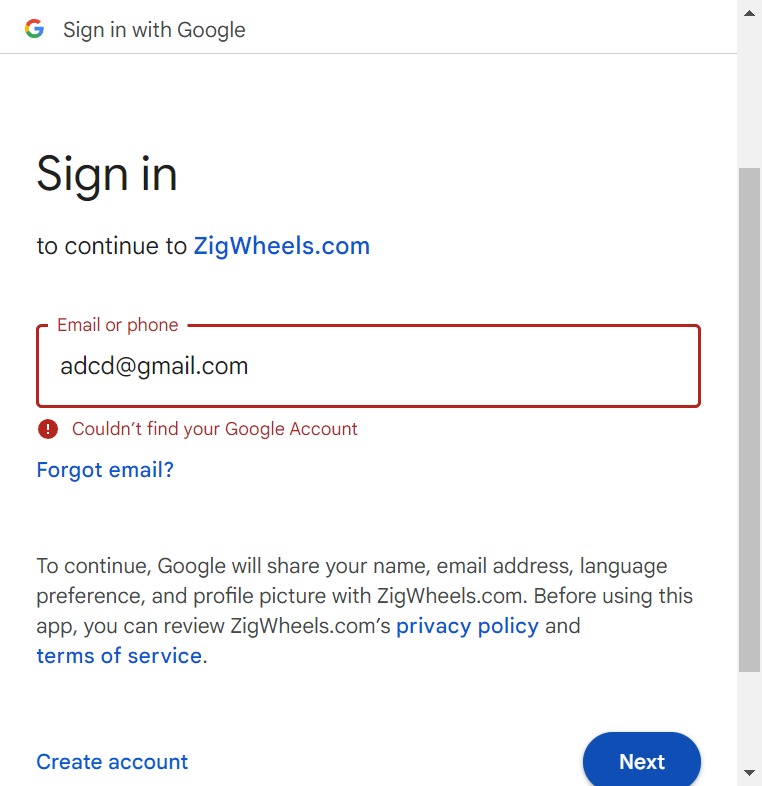 Sign in with Google
Sign in
to continue to ZigWheels.com
Email or phone
adcd@gmail.com
Couldn’t find your Google Account
Forgot email?
To continue, Google will share your name, email address, language
preference, and profile picture with ZigWheels.com. Before using this
app, you can review ZigWheels.com’s privacy policy and
terms of service.
Create account
Next